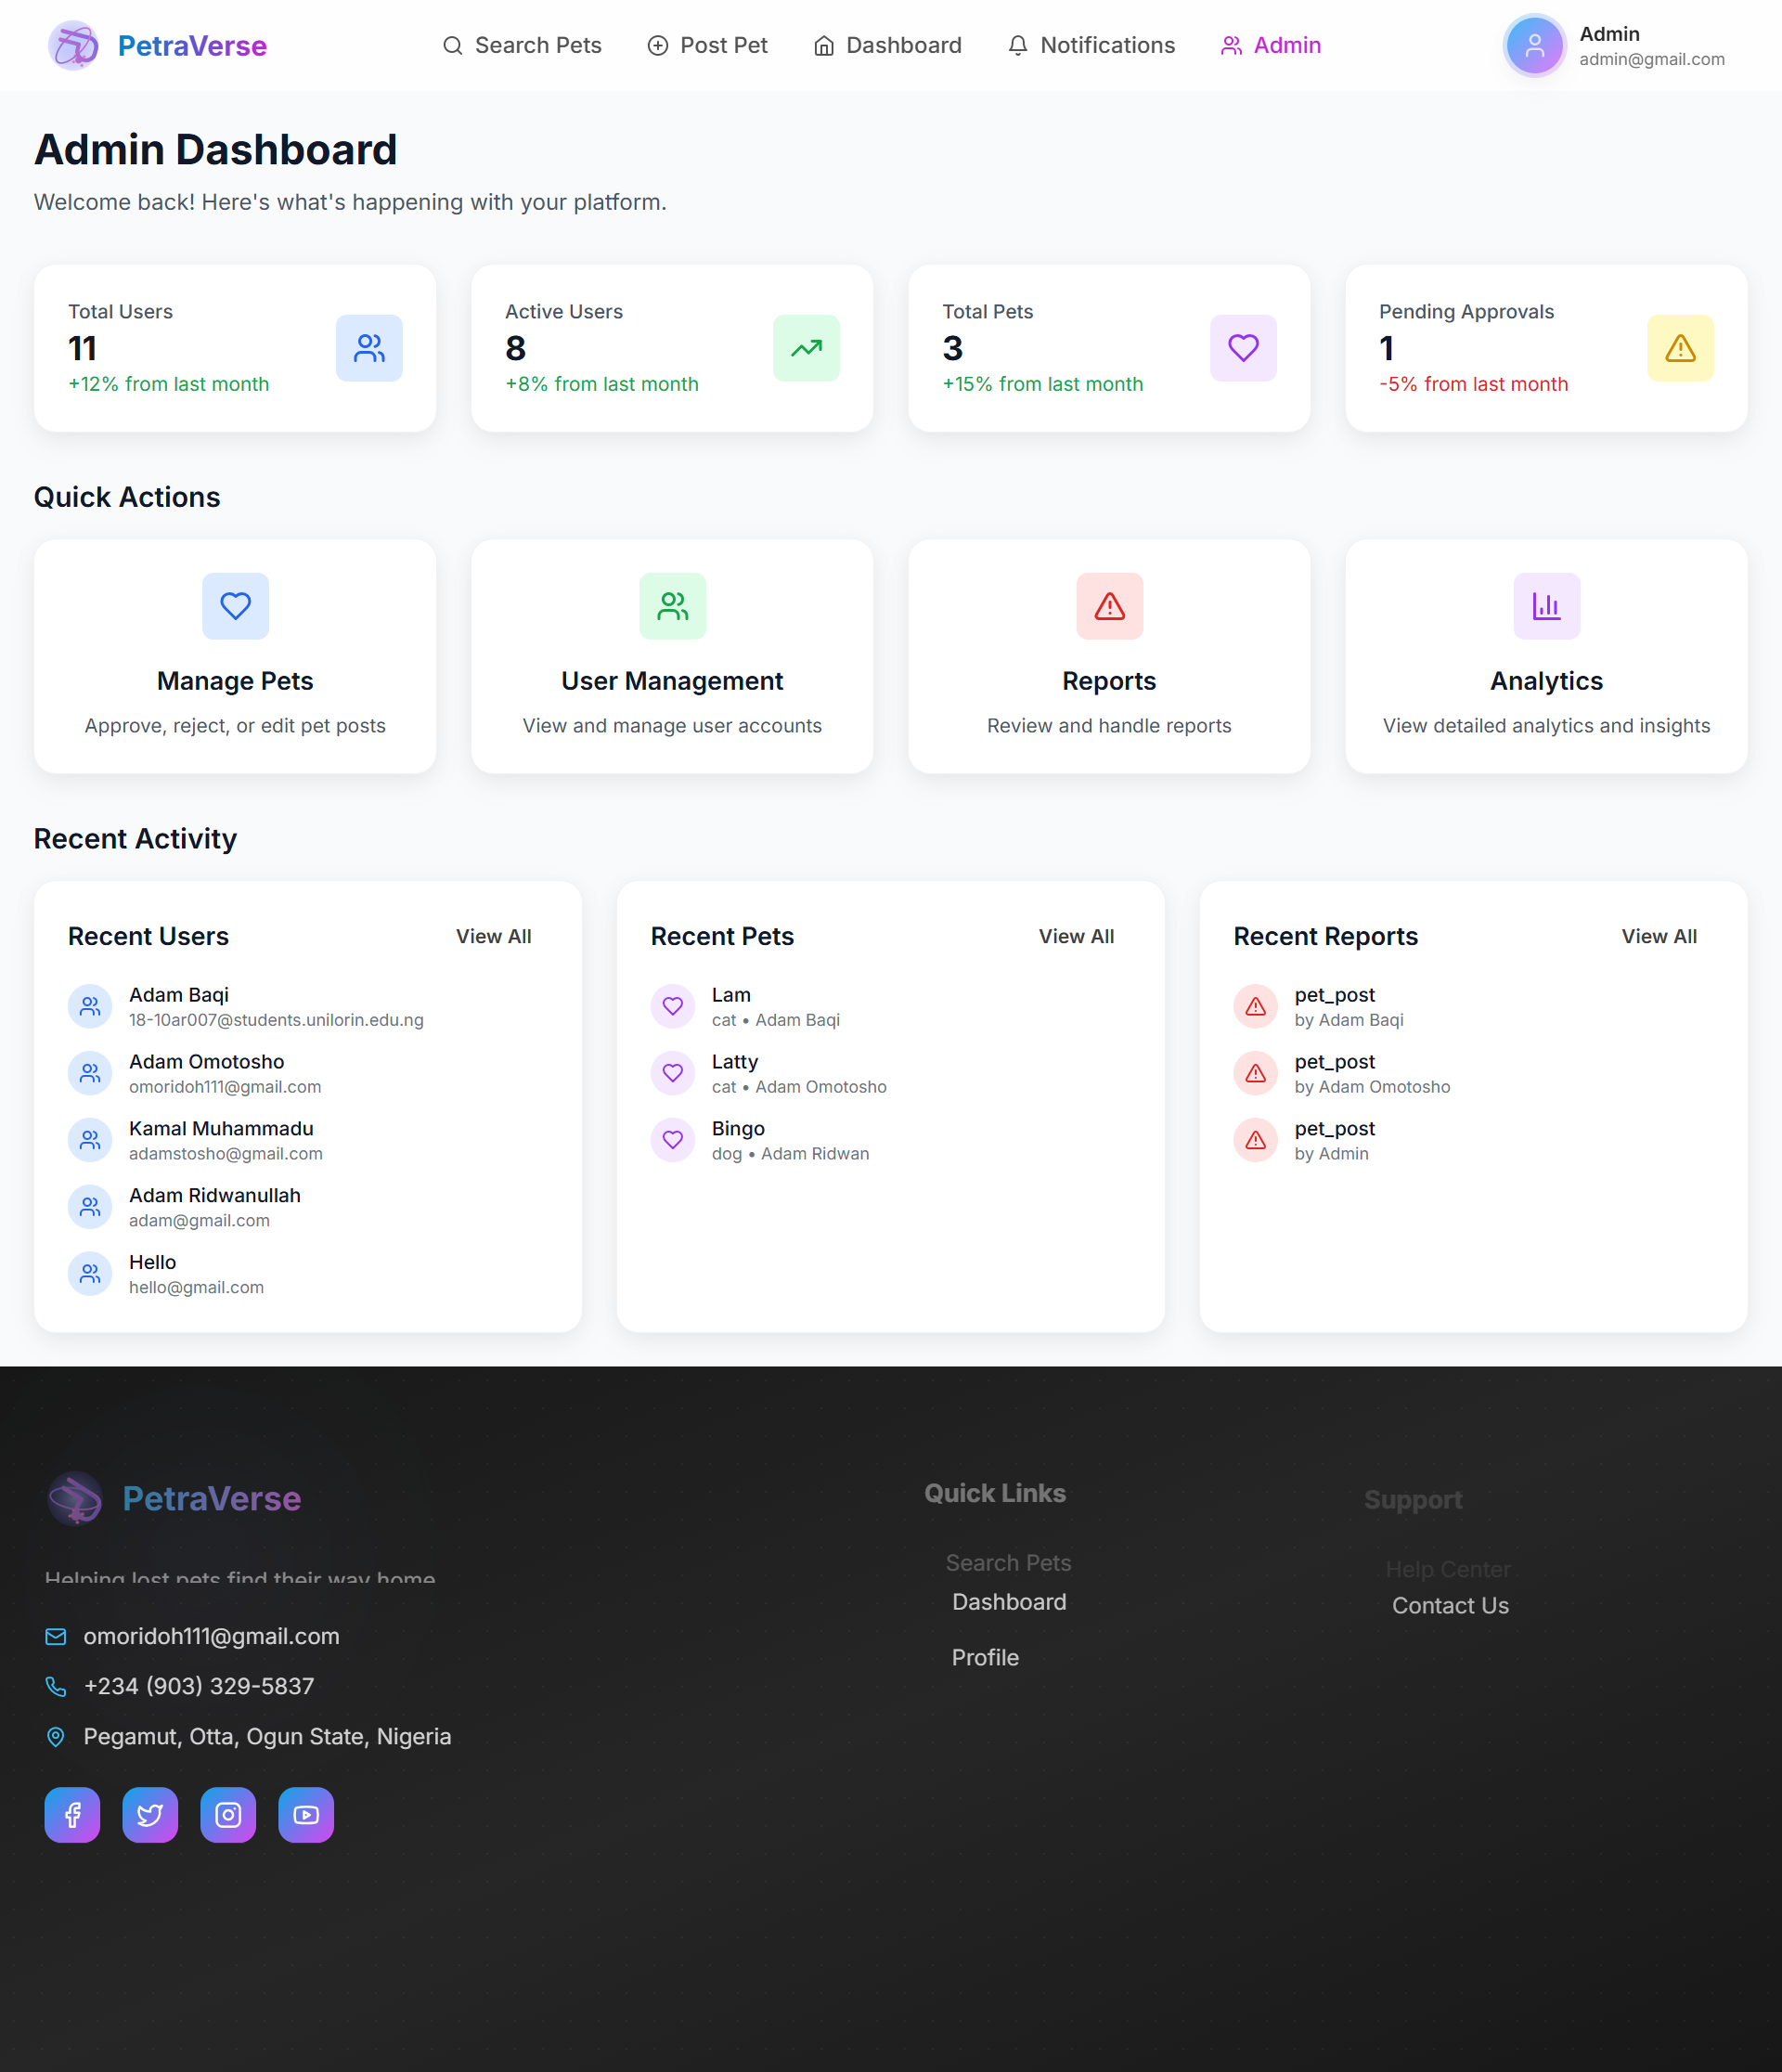 PetraVerse
Search Pets
Post Pet
Dashboard
Notifications
Admin
Admin
admin@gmail.com
Admin Dashboard
Welcome back! Here's what's happening with your platform.
Total Users
11
+12% from last month
Active Users
8
+8% from last month
Total Pets
3
+15% from last month
Pending Approvals
1
-5% from last month
Quick Actions
Manage Pets
Approve, reject, or edit pet posts
User Management
View and manage user accounts
Reports
Review and handle reports
Analytics
View detailed analytics and insights
Recent Activity
Recent Users
View All
Adam Baqi
18-10ar007@students.unilorin.edu.ng
Adam Omotosho
omoridoh111@gmail.com
Kamal Muhammadu
adamstosho@gmail.com
Adam Ridwanullah
adam@gmail.com
Hello
hello@gmail.com
Recent Pets
View All
Lam
cat • Adam Baqi
Latty
cat • Adam Omotosho
Bingo
dog • Adam Ridwan
Recent Reports
View All
pet_post
by Adam Baqi
pet_post
by Adam Omotosho
pet_post
by Admin
PetraVerse
Helping lost pets find their way home
omoridoh111@gmail.com
+234 (903) 329-5837
Pegamut, Otta, Ogun State, Nigeria
Quick Links
Search Pets
Dashboard
Profile
Support
Help Center
Contact Us